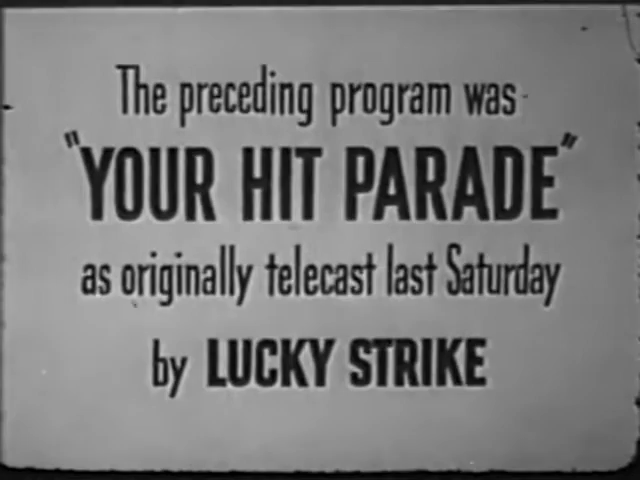 The preceding program was
"YOUR HIT PARADE"
as originally telecast last Saturday
by LUCKY STRIKE